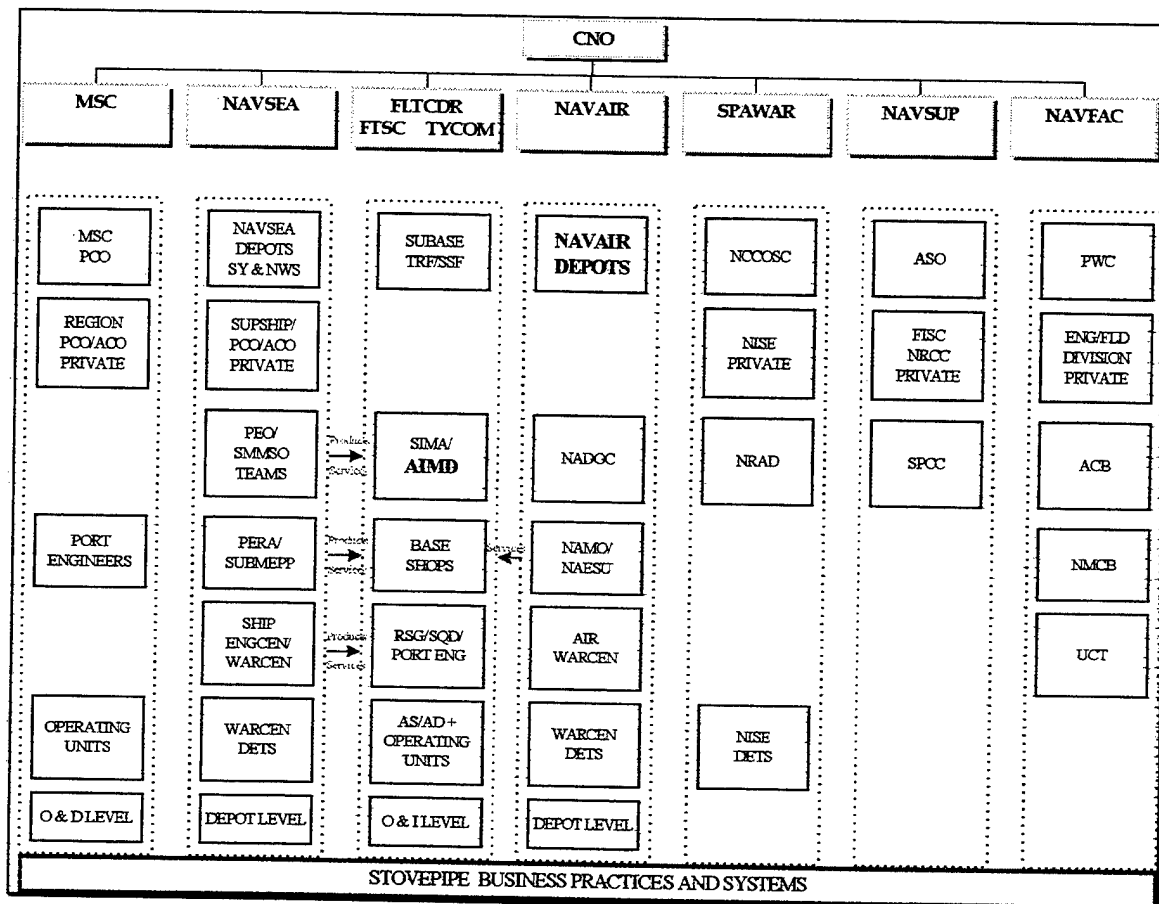 CNO
MSC
NAVSEA
FLTCDR
FTSC TYCOM
NAVAIR
SPAWAR
NAVSUP
NAVFAC
MSC
PCO
NAVSEA
DEPOTS
SY & NWS
SUBASE
TRF/SSF
NAVAIR
DEPOTS
NCCOSC
ASO
PWC
REGION
PCO/ACO
PRIVATE
SUPSHIP/
PCO/ACO
PRIVATE
NISE
PRIVATE
FISC
NRCC
PRIVATE
ENG/FLD
DIVISION
PRIVATE
PEO/
SMMSO
TEAMS
Products
Services
SIMA/
AIMD
NADGC
NRAD
SPCC
ACB
PORT
ENGINEERS
PERA/
SUBMEPP
Products
Services
BASE
SHOPS
Services
NAMO/
NAESU
NMCB
SHIP
ENGCEN/
WARCEN
Products
Services
RSG/SQD/
PORT ENG
AIR
WARCEN
UCT
OPERATING
UNITS
WARCEN
DETS
AS/AD +
OPERATING
UNITS
WARCEN
DETS
NISE
DETS
O & D LEVEL
DEPOT LEVEL
O & I LEVEL
DEPOT LEVEL
STOVEPIPE BUSINESS PRACTICES AND SYSTEMS